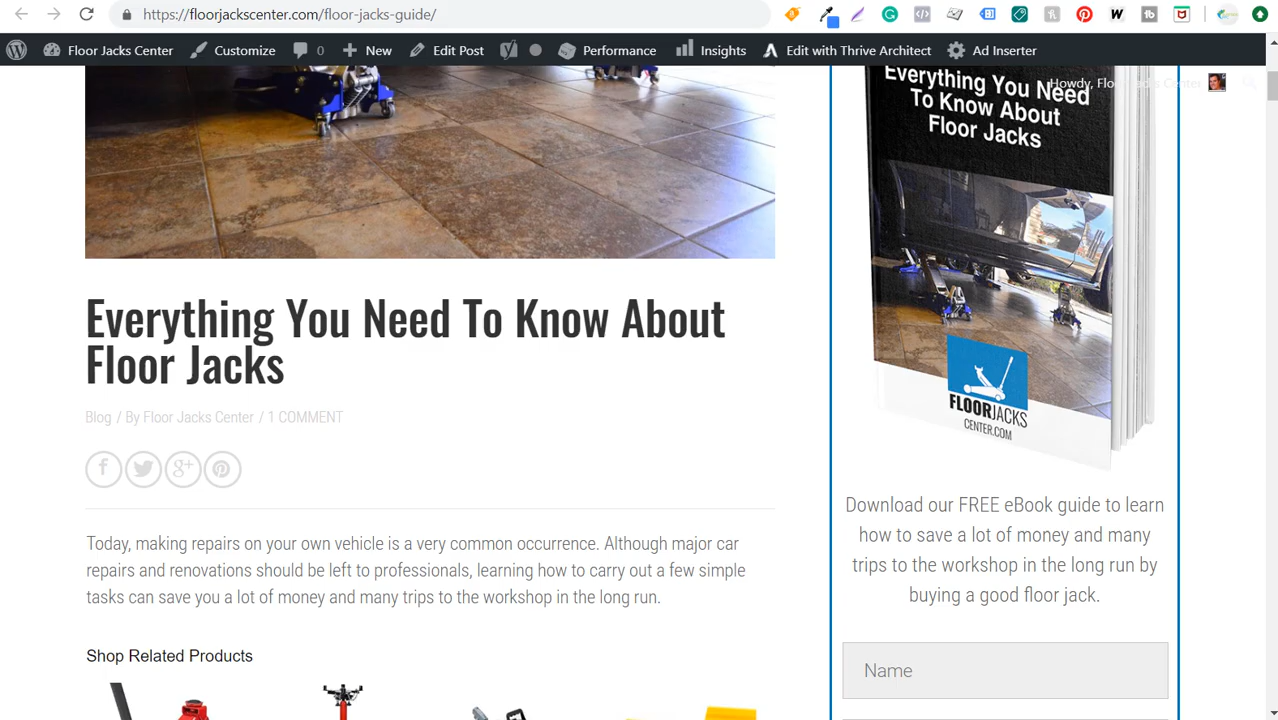 https://floorjackscenter.com/floor-jacks-guide/
Floor Jacks Center Customize 0 New Edit Post Performance Insights Edit with Thrive Architect Ad Inserter
Howdy, Floor Jacks Center
Everything You Need
To Know About
Floor Jacks
FLOORJACKS
CENTER.COM
Everything You Need To Know About
Floor Jacks
Blog / By Floor Jacks Center / 1 COMMENT
Today, making repairs on your own vehicle is a very common occurrence. Although major car
repairs and renovations should be left to professionals, learning how to carry out a few simple
tasks can save you a lot of money and many trips to the workshop in the long run.
Shop Related Products
Download our FREE eBook guide to learn
how to save a lot of money and many
trips to the workshop in the long run by
buying a good floor jack.
Name